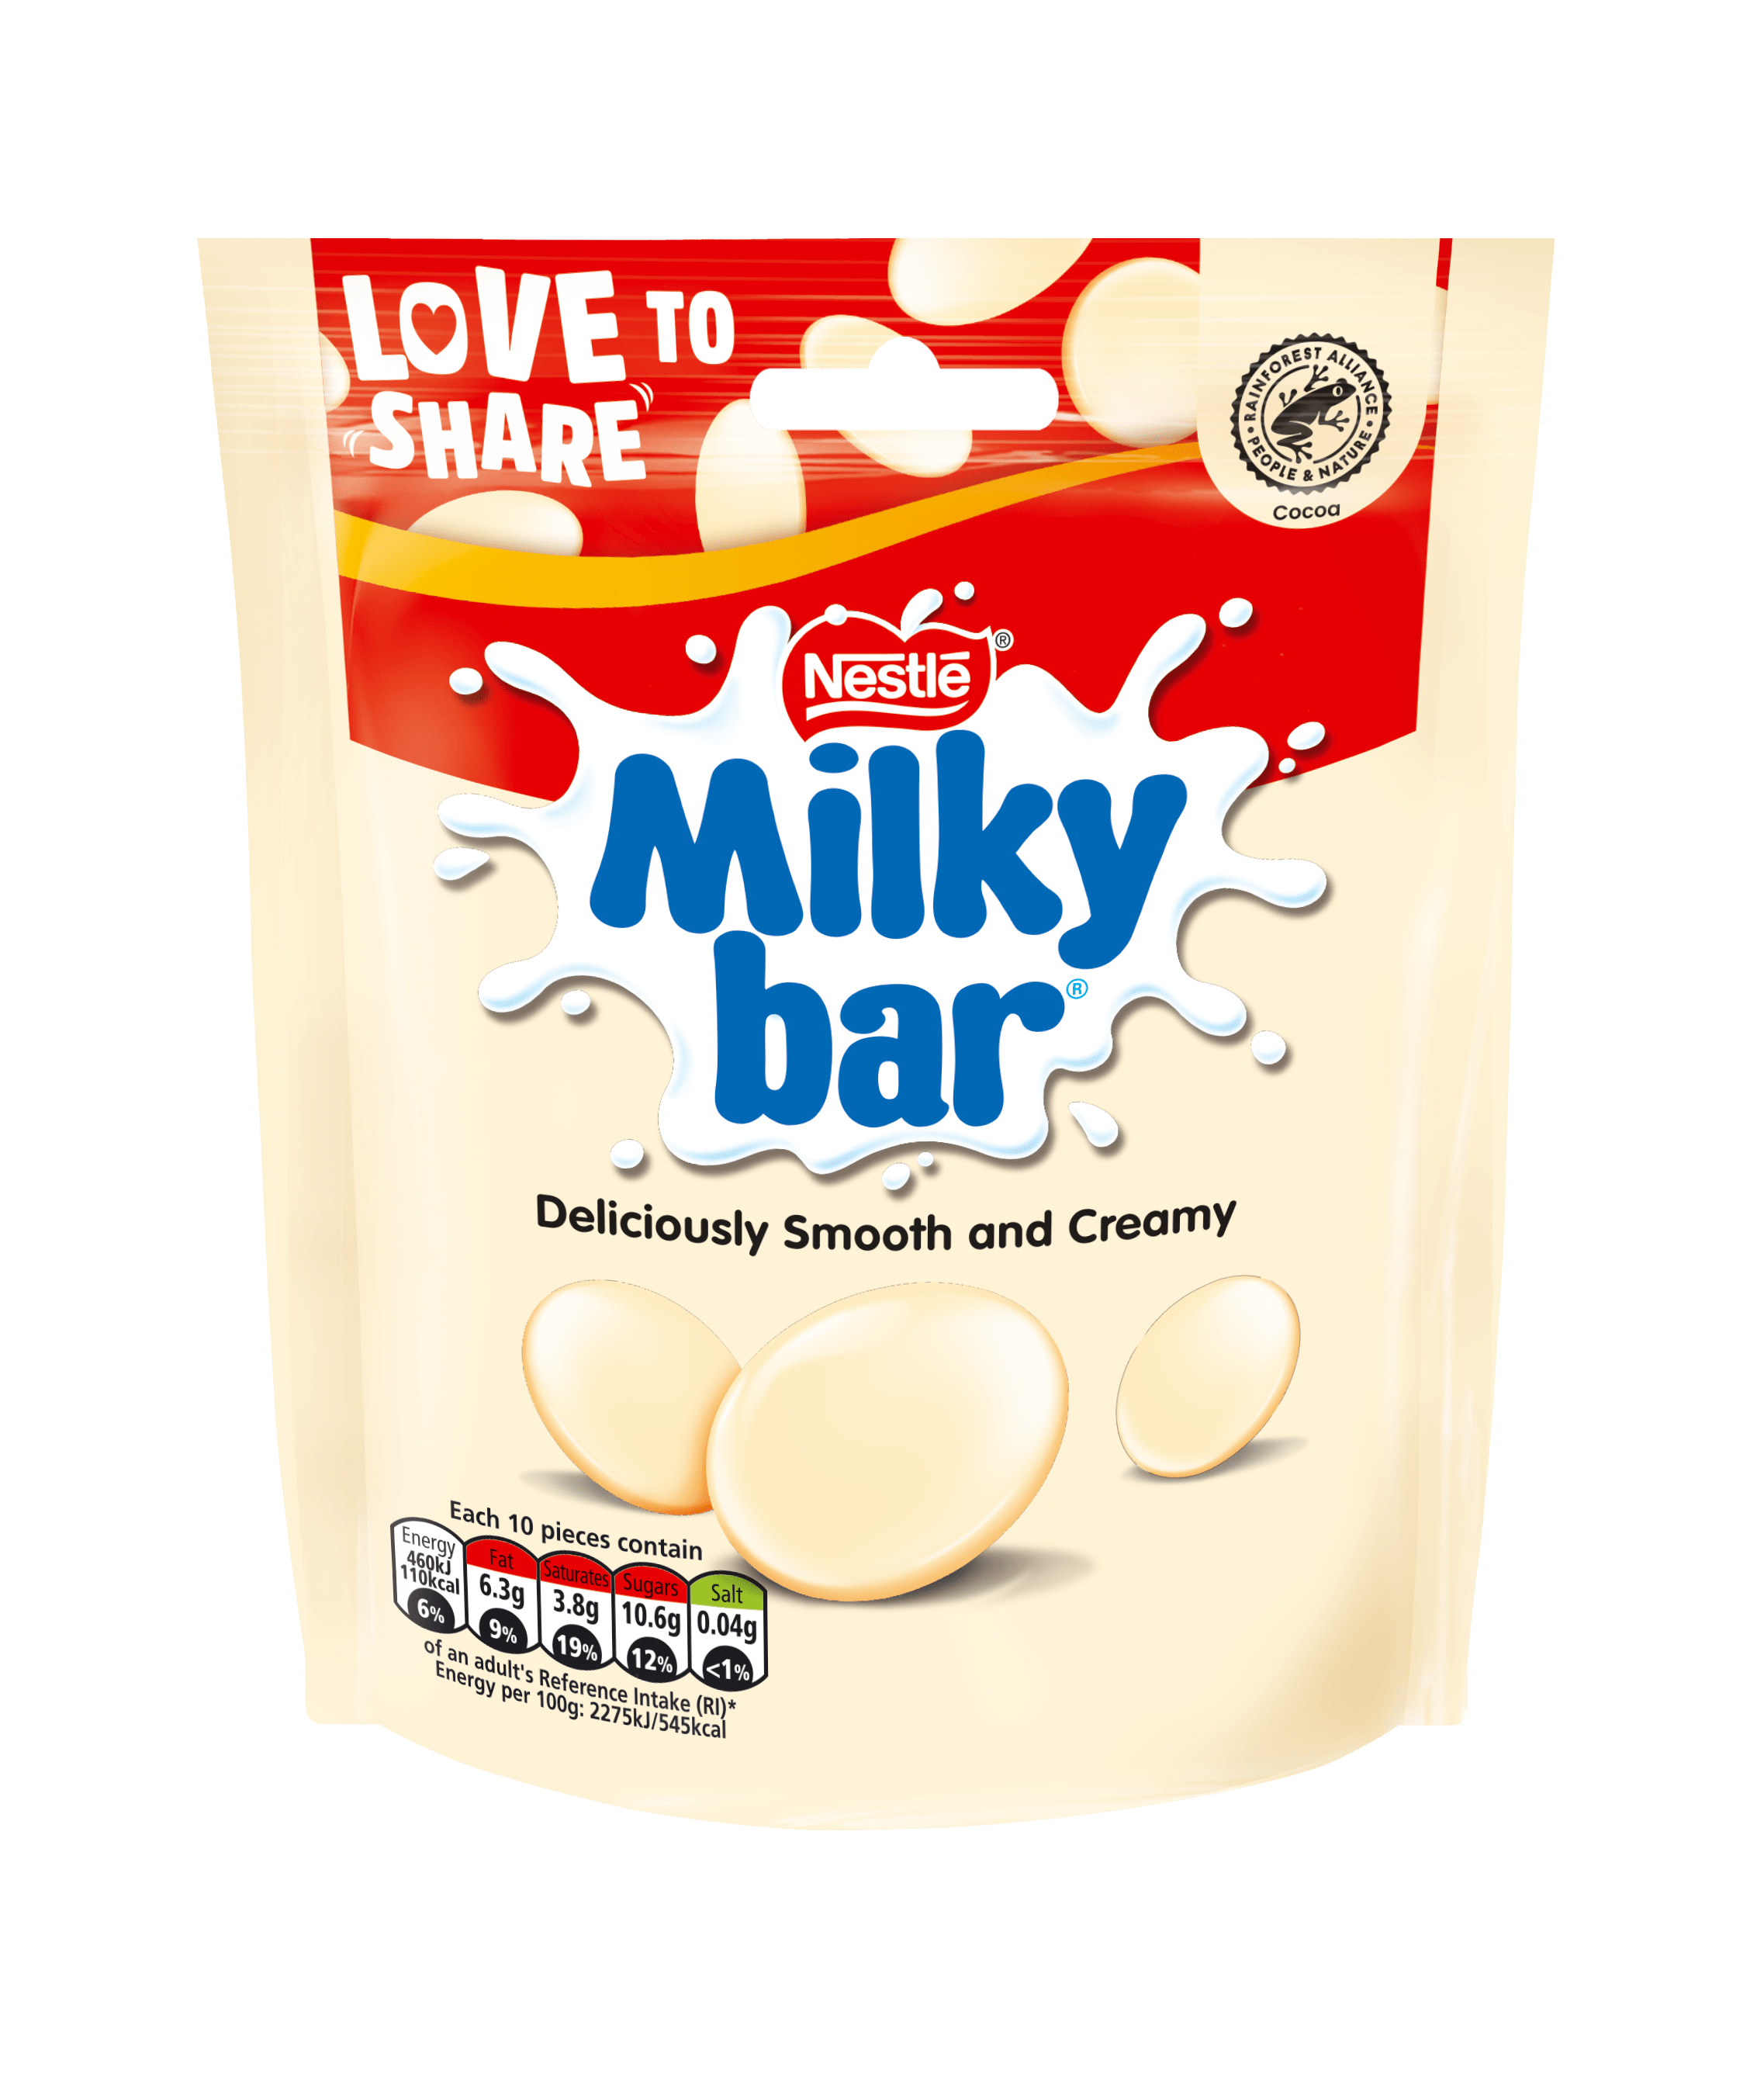 LOVE TO
SHARE
RAINFOREST ALLIANCE
PEOPLE & NATURE
Cocoa
Nestlé ®
Milky
bar ®
Deliciously Smooth and Creamy
Each 10 pieces contain
Energy 460kJ 110kcal 6%
Fat 6.3g 9%
Saturates 3.8g 19%
Sugars 10.6g 12%
Salt 0.04g <1%
of an adult's Reference Intake (RI)*
Energy per 100g: 2275kJ/545kcal